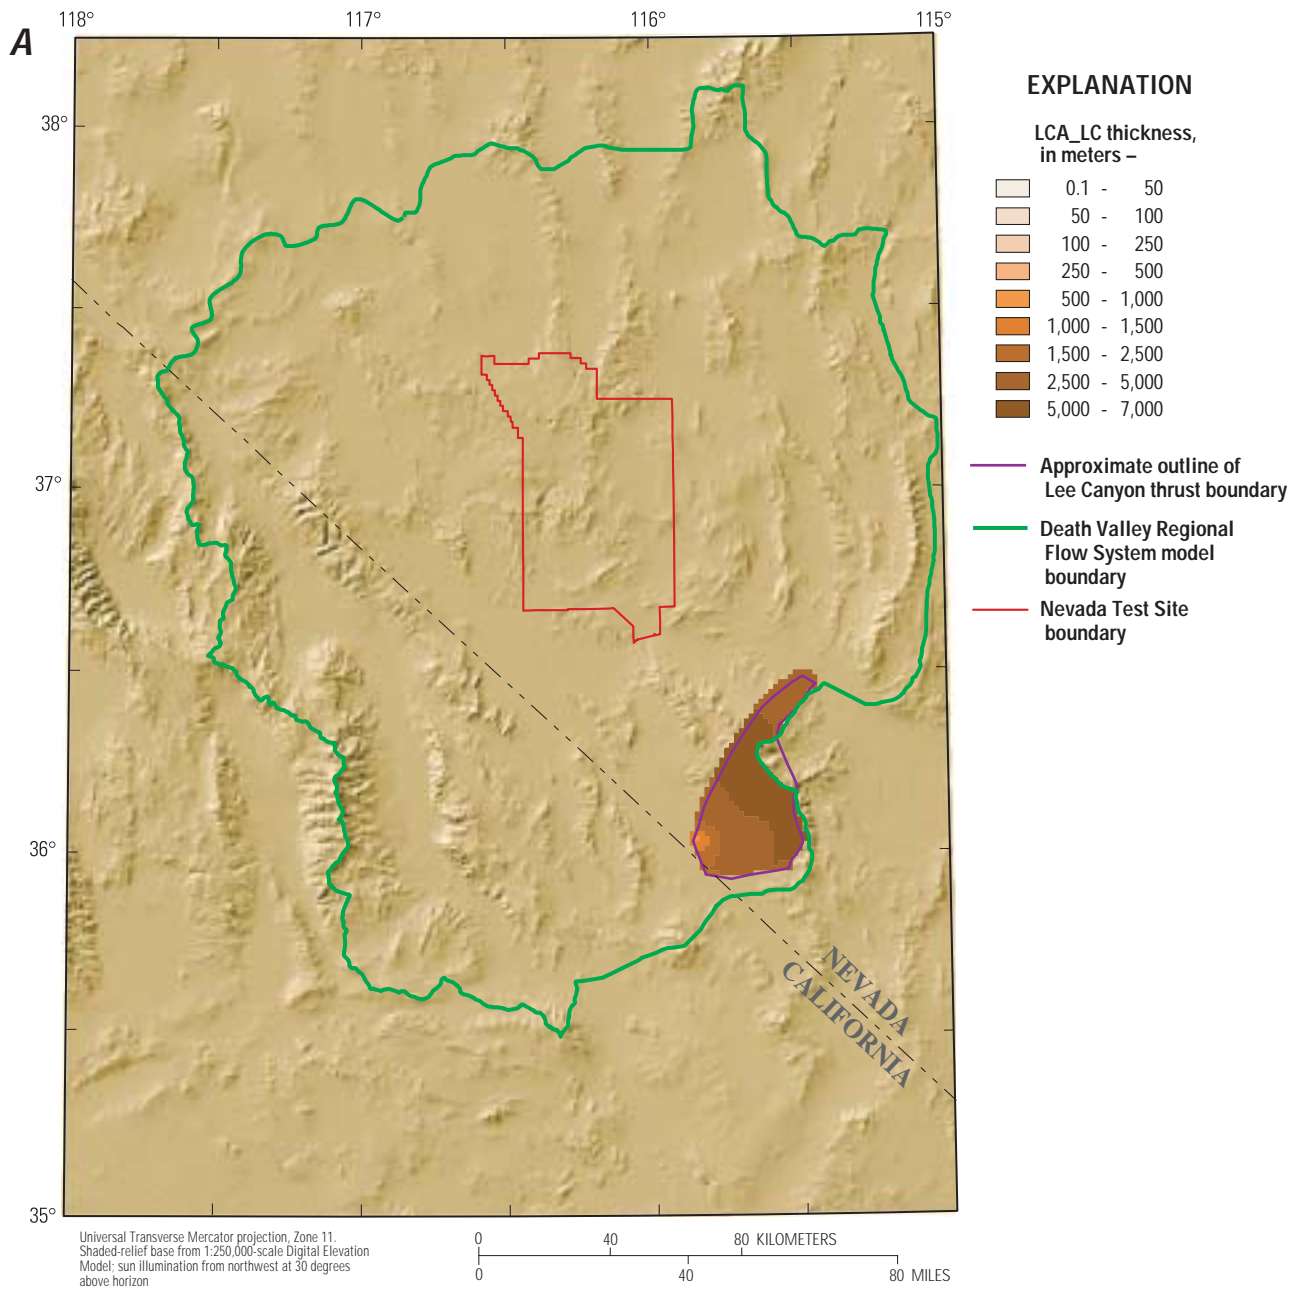 A
118°
117°
116°
115°
38°
37°
36°
35°
EXPLANATION
LCA_LC thickness,
in meters –
0.1 - 50
50 - 100
100 - 250
250 - 500
500 - 1,000
1,000 - 1,500
1,500 - 2,500
2,500 - 5,000
5,000 - 7,000
Approximate outline of
Lee Canyon thrust boundary
Death Valley Regional
Flow System model
boundary
Nevada Test Site
boundary
NEVADA
CALIFORNIA
Universal Transverse Mercator projection, Zone 11.
Shaded-relief base from 1:250,000-scale Digital Elevation
Model; sun illumination from northwest at 30 degrees
above horizon
0 40 80 KILOMETERS
0 40 80 MILES